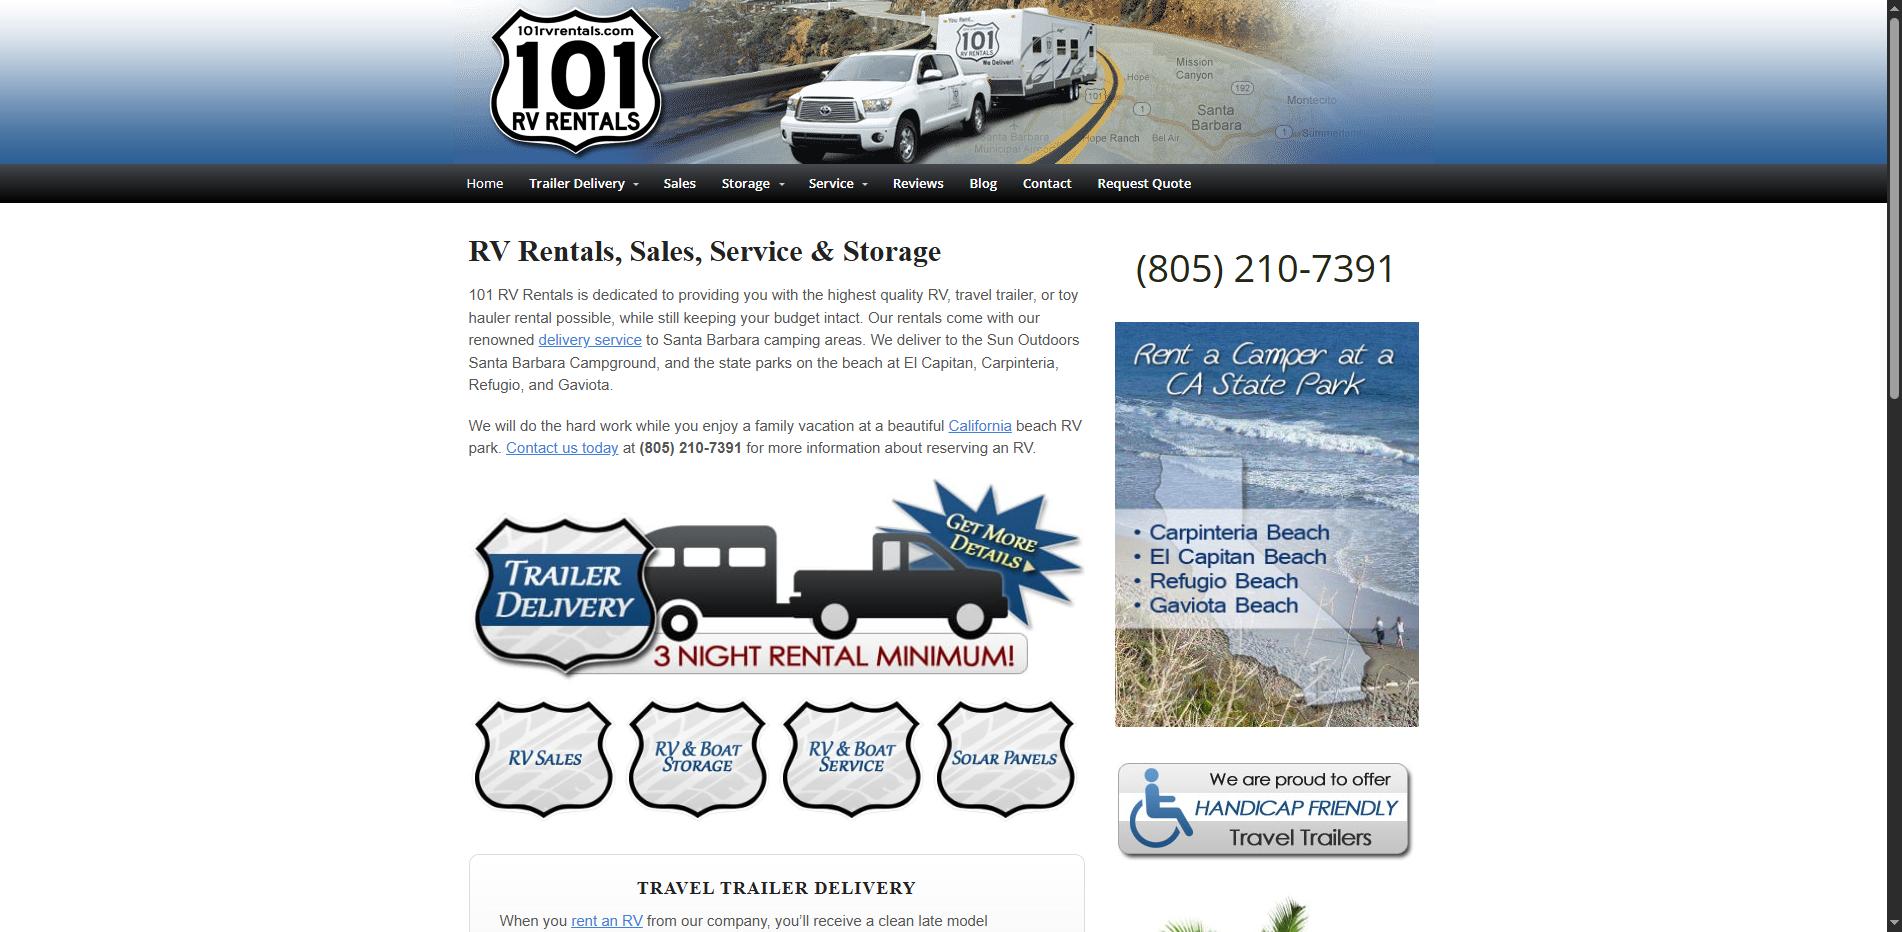 101rvrentals.com
101
RV RENTALS
You Rent...
101
RV RENTALS
We Deliver!
Mission
Canyon
Hope
192
101
1
Santa
Barbara
Montecito
1
Summerland
Santa Barbara
Municipal Airport
Hope Ranch
Bel Air
Home
Trailer Delivery
Sales
Storage
Service
Reviews
Blog
Contact
Request Quote
RV Rentals, Sales, Service & Storage
101 RV Rentals is dedicated to providing you with the highest quality RV, travel trailer, or toy
hauler rental possible, while still keeping your budget intact. Our rentals come with our
renowned delivery service to Santa Barbara camping areas. We deliver to the Sun Outdoors
Santa Barbara Campground, and the state parks on the beach at El Capitan, Carpinteria,
Refugio, and Gaviota.
We will do the hard work while you enjoy a family vacation at a beautiful California beach RV
park. Contact us today at (805) 210-7391 for more information about reserving an RV.
TRAILER
DELIVERY
GET MORE
DETAILS
3 NIGHT RENTAL MINIMUM!
RV SALES
RV & BOAT
STORAGE
RV & BOAT
SERVICE
SOLAR PANELS
TRAVEL TRAILER DELIVERY
When you rent an RV from our company, you’ll receive a clean late model
(805) 210-7391
Rent a Camper at a
CA State Park
• Carpinteria Beach
• El Capitan Beach
• Refugio Beach
• Gaviota Beach
We are proud to offer
HANDICAP FRIENDLY
Travel Trailers